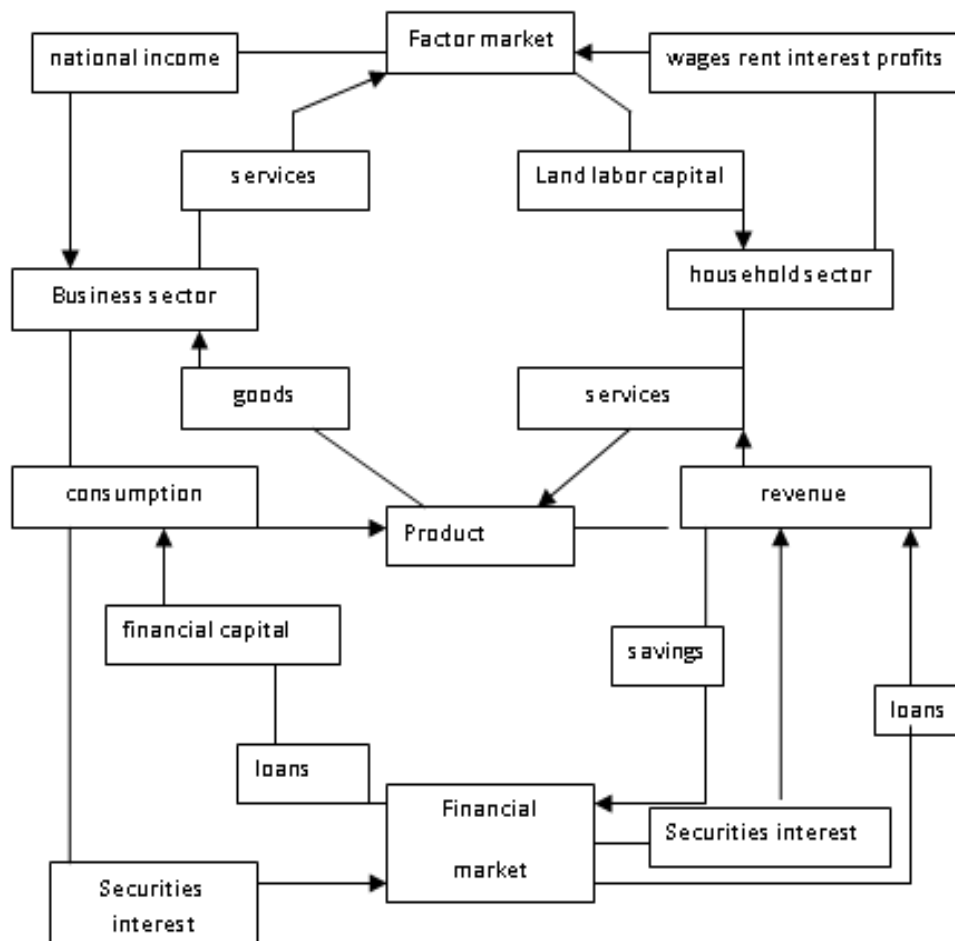 Factor market
national income
wages rent interest profits
services
Land labor capital
household sector
Business sector
goods
services
consumption
revenue
Product
financial capital
savings
loans
loans
Financial
market
Securities interest
Securities
interest